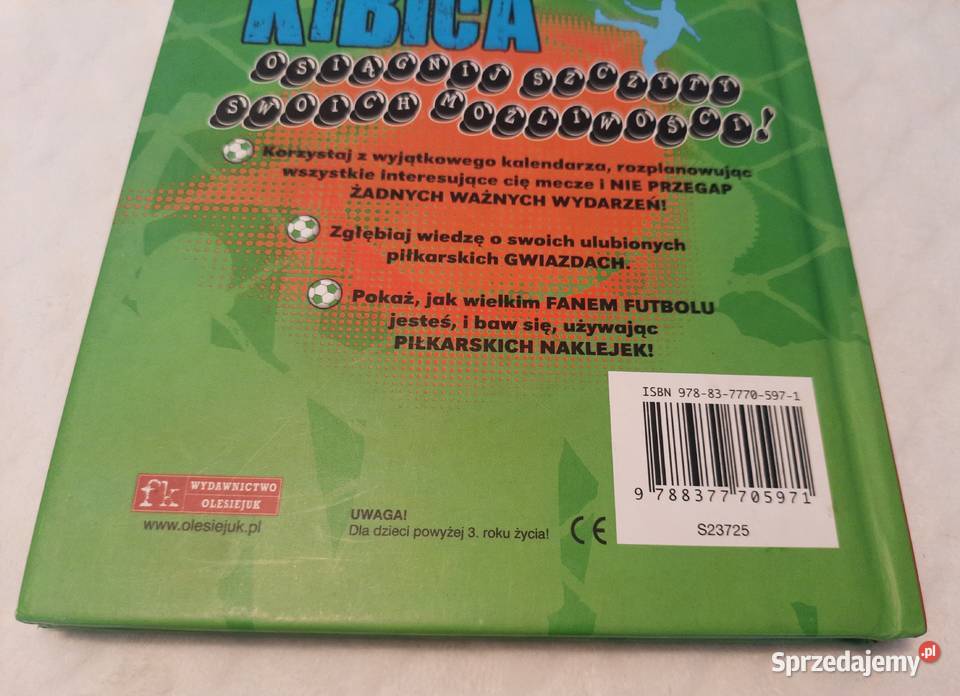 KIBICA
OSIĄGNIJ SZCZYTY
SWOICH MOŻLIWOŚCI!
Korzystaj z wyjątkowego kalendarza, rozplanowując
wszystkie interesujące cię mecze i NIE PRZEGAP
ŻADNYCH WAŻNYCH WYDARZEŃ!
Zgłębiaj wiedzę o swoich ulubionych
piłkarskich GWIAZDACH.
Pokaż, jak wielkim FANEM FUTBOLU
jesteś, i baw się, używając
PIŁKARSKICH NAKLEJEK!
ISBN 978-83-7770-597-1
9 788377 705971
S23725
fk WYDAWNICTWO
OLESIEJUK
www.olesiejuk.pl
UWAGA!
Dla dzieci powyżej 3. roku życia!
CE
Sprzedajemy.pl